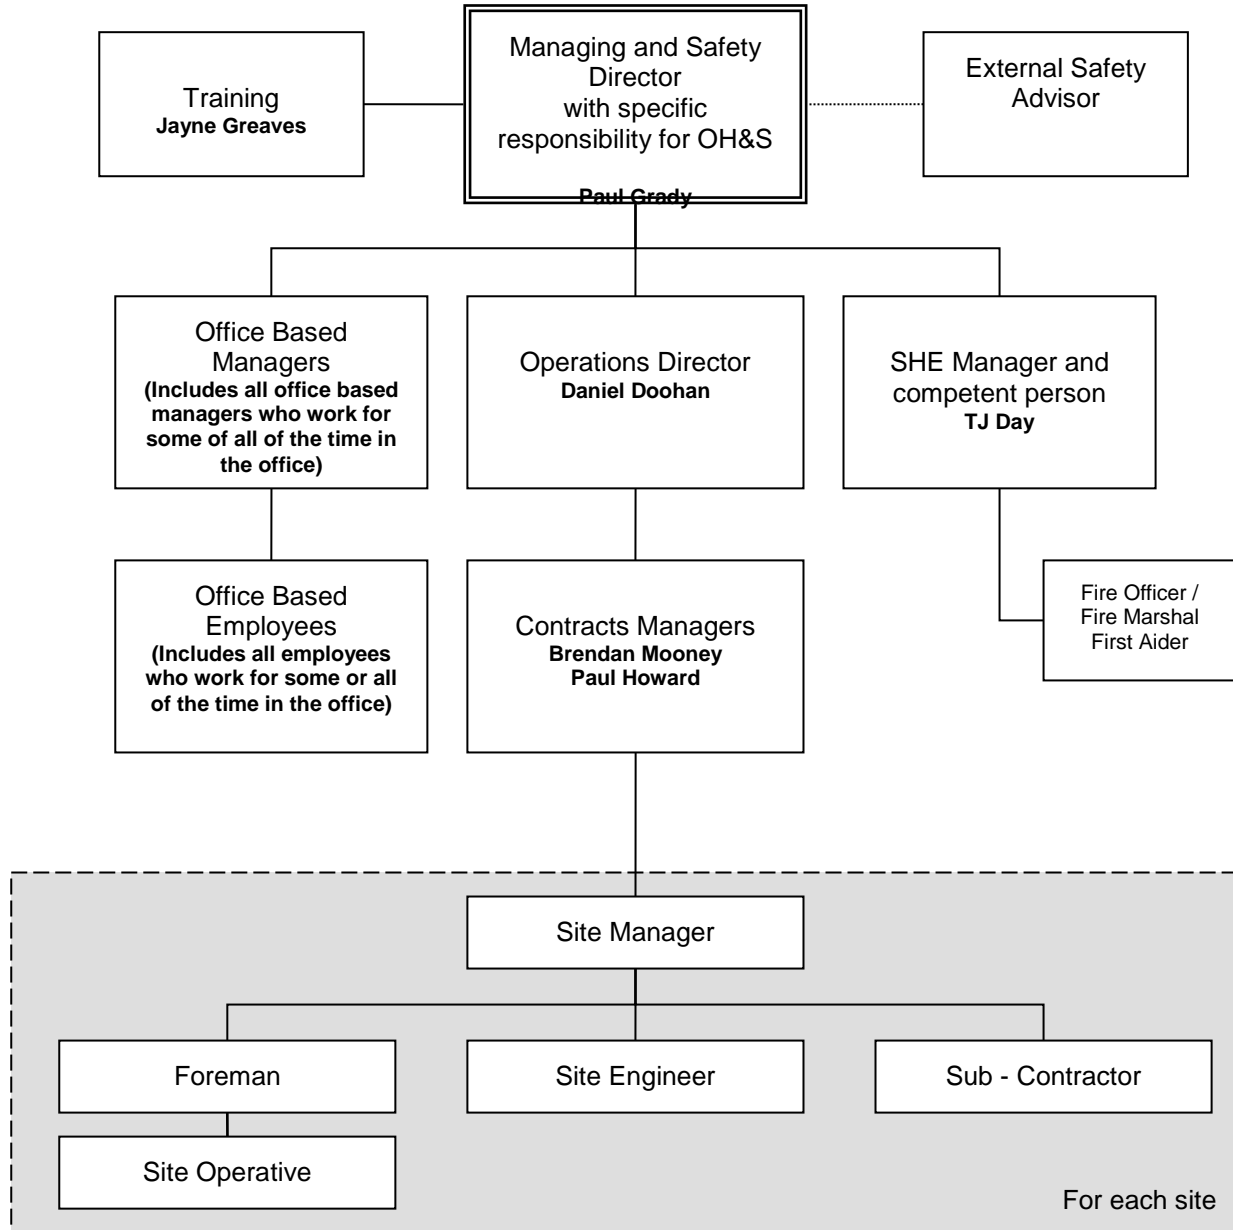 Training
Jayne Greaves
Managing and Safety
Director
with specific
responsibility for OH&S
Paul Grady
External Safety
Advisor
Office Based
Managers
(Includes all office based
managers who work for
some of all of the time in
the office)
Operations Director
Daniel Doohan
SHE Manager and
competent person
TJ Day
Office Based
Employees
(Includes all employees
who work for some or all
of the time in the office)
Contracts Managers
Brendan Mooney
Paul Howard
Fire Officer /
Fire Marshal
First Aider
Site Manager
Foreman
Site Engineer
Sub - Contractor
Site Operative
For each site